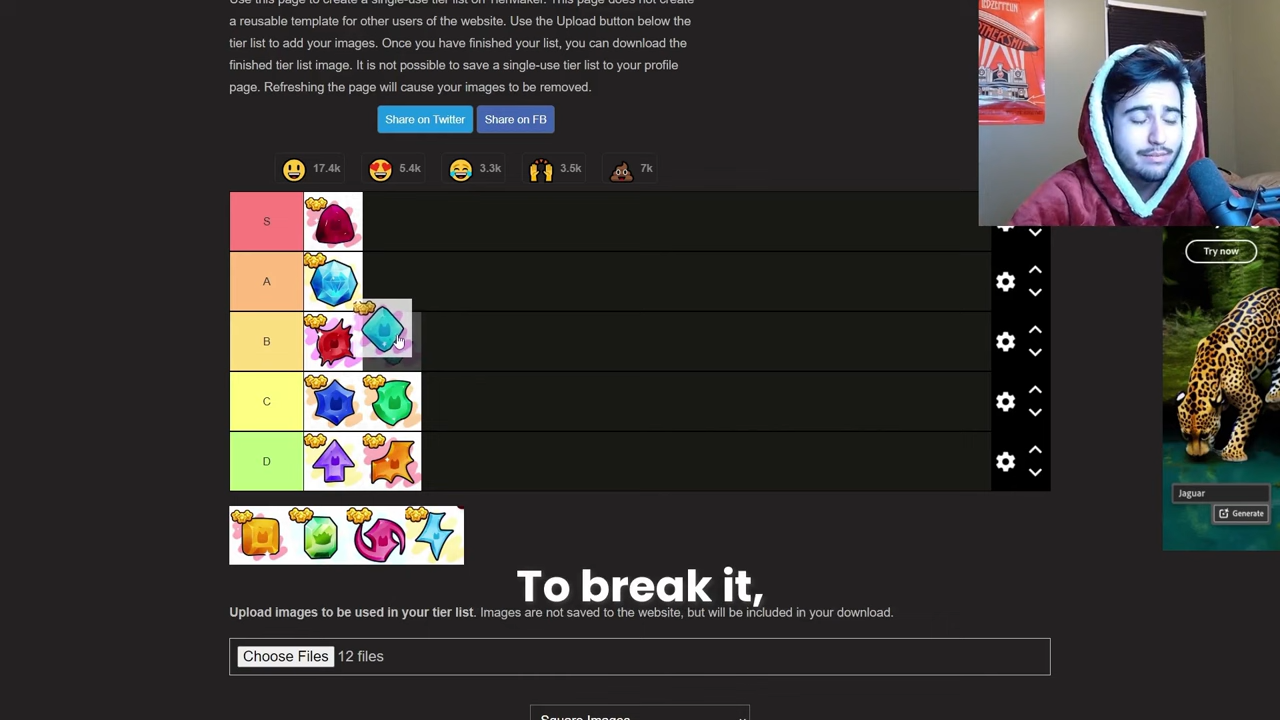 Use this page to create a single-use tier list on TierMaker. This page does not create
a reusable template for other users of the website. Use the Upload button below the
tier list to add your images. Once you have finished your list, you can download the
finished tier list image. It is not possible to save a single-use tier list to your profile
page. Refreshing the page will cause your images to be removed.
Share on Twitter
Share on FB
17.4k
5.4k
3.3k
3.5k
7k
LED ZEPPELIN
MOTHERSHIP
Try now
S
A
B
C
D
Jaguar
Generate
To break it,
Upload images to be used in your tier list. Images are not saved to the website, but will be included in your download.
Choose Files 12 files
Square Images